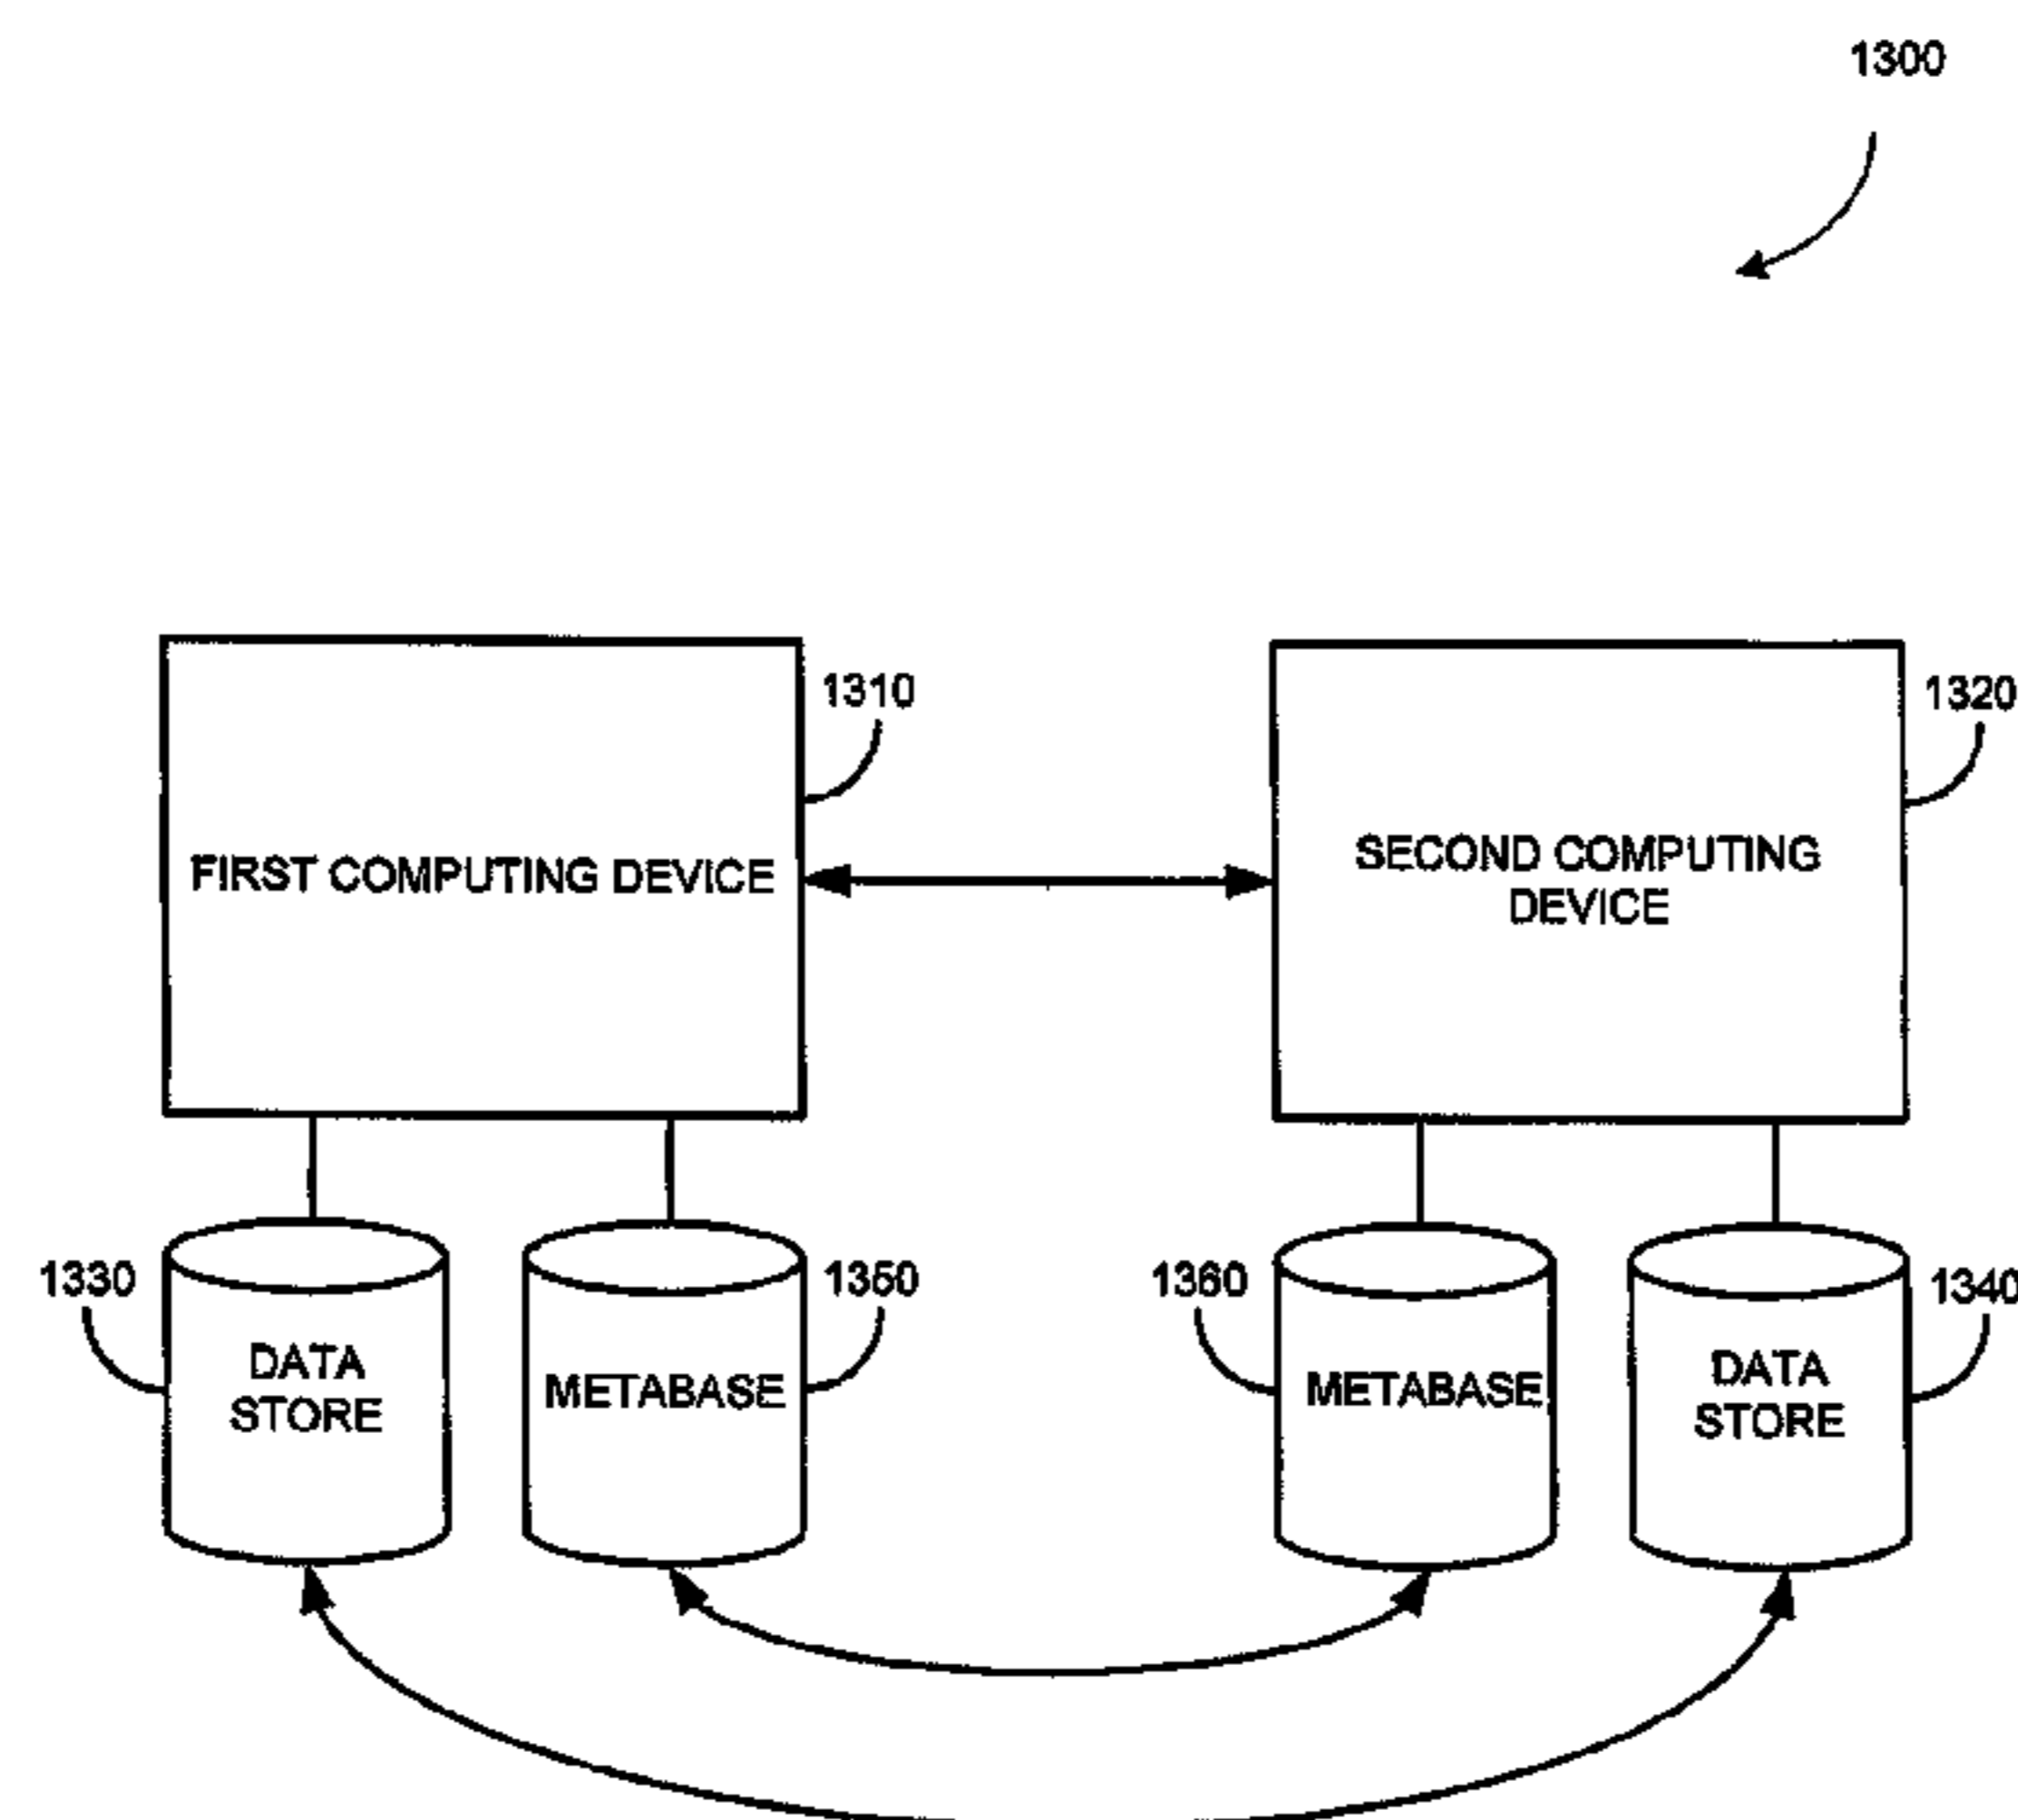 1300
1310
1320
FIRST COMPUTING DEVICE
SECOND COMPUTING
DEVICE
1330
1350
1360
1340
DATA
STORE
METABASE
METABASE
DATA
STORE